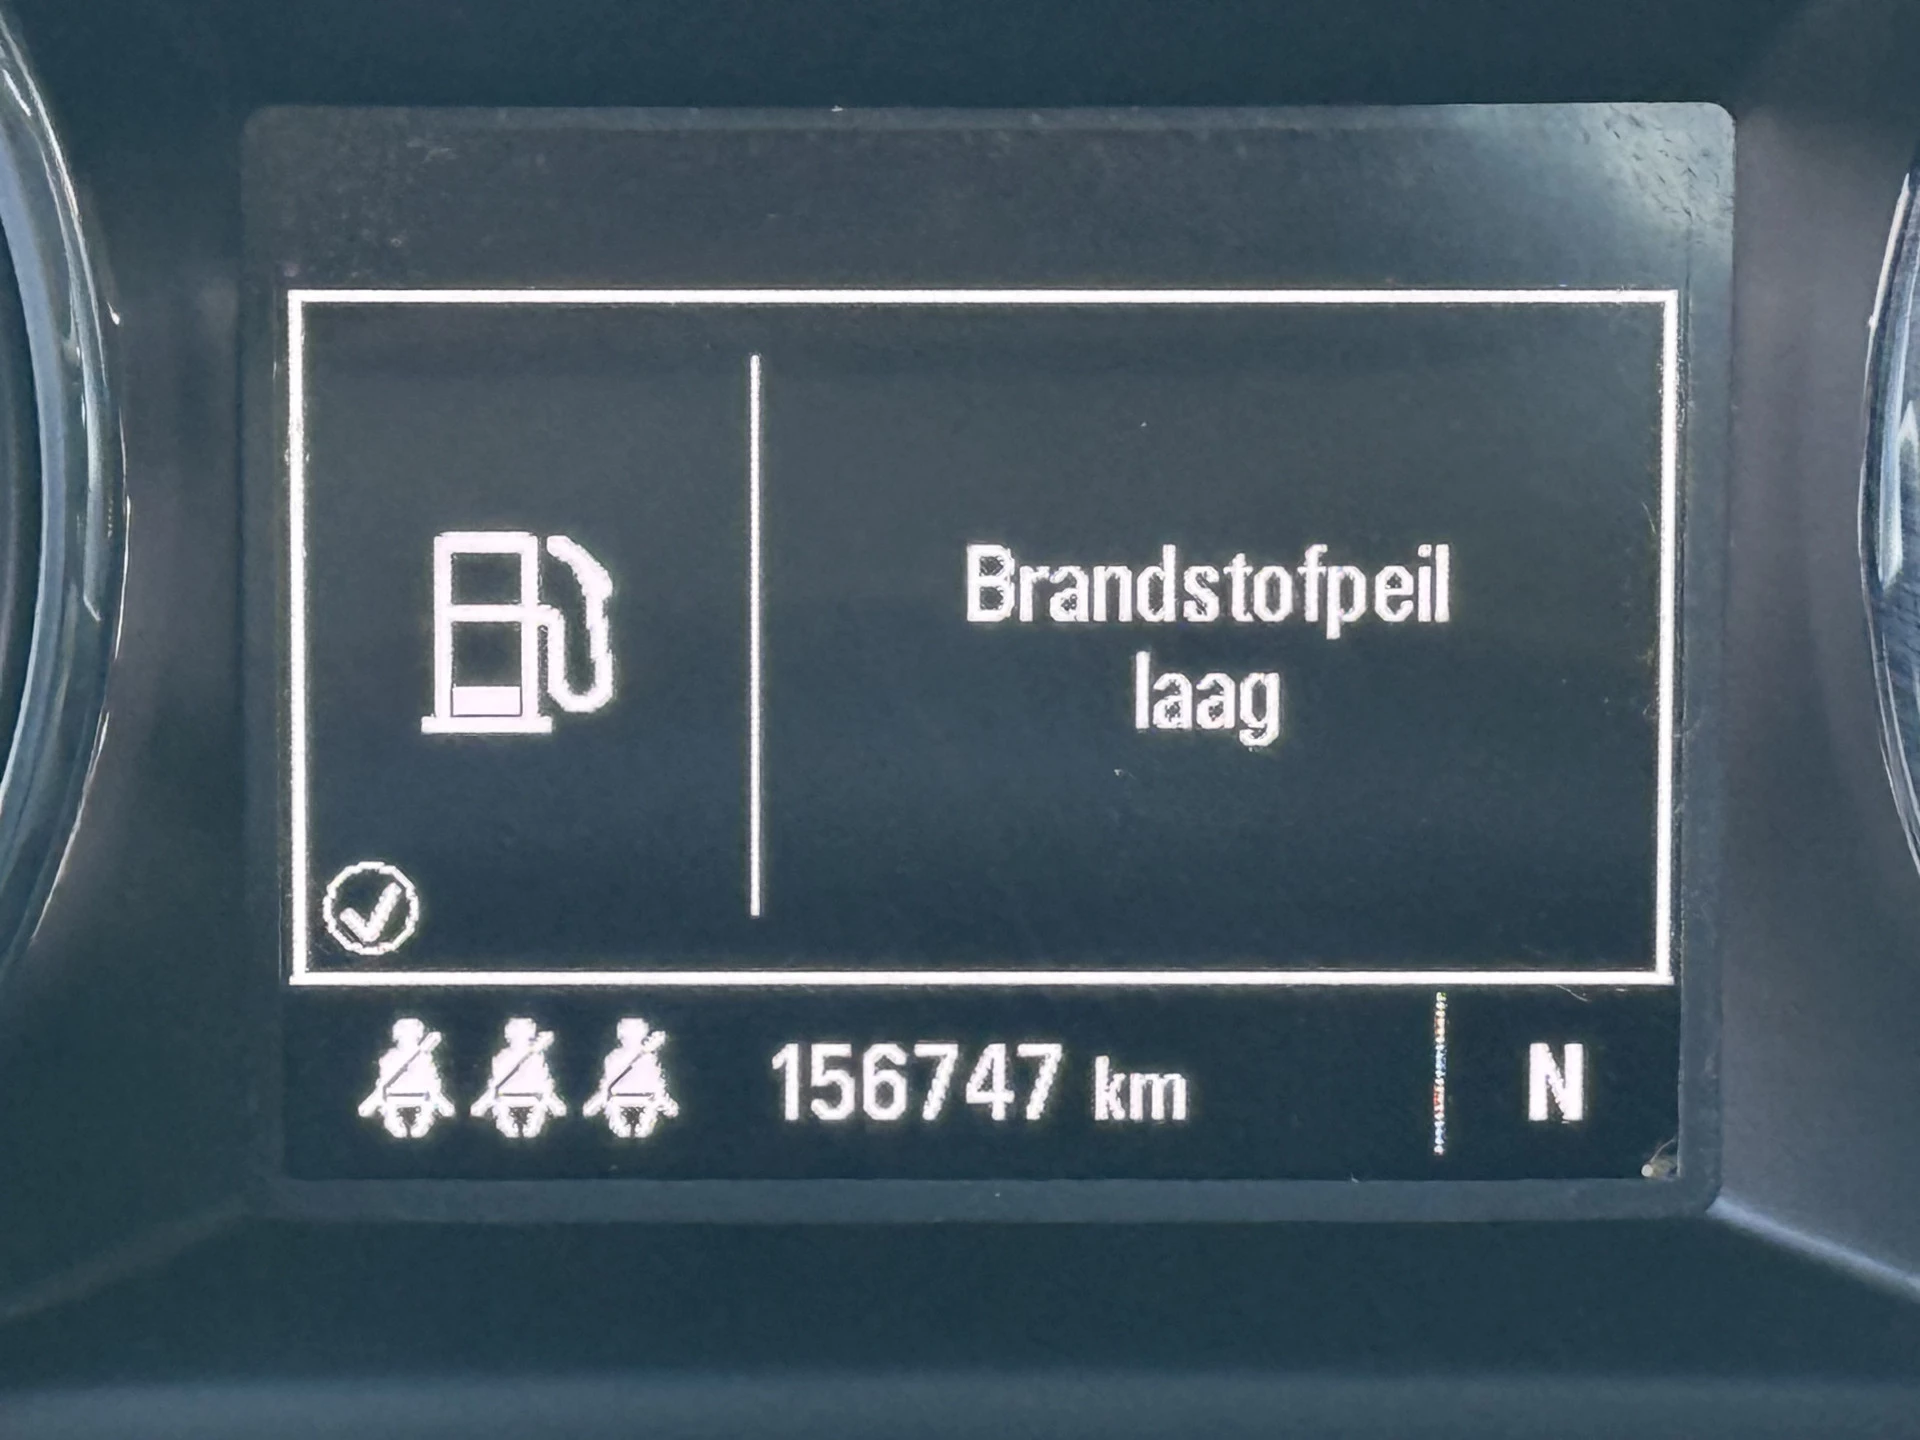 Brandstofpeil
laag
156747 km
N